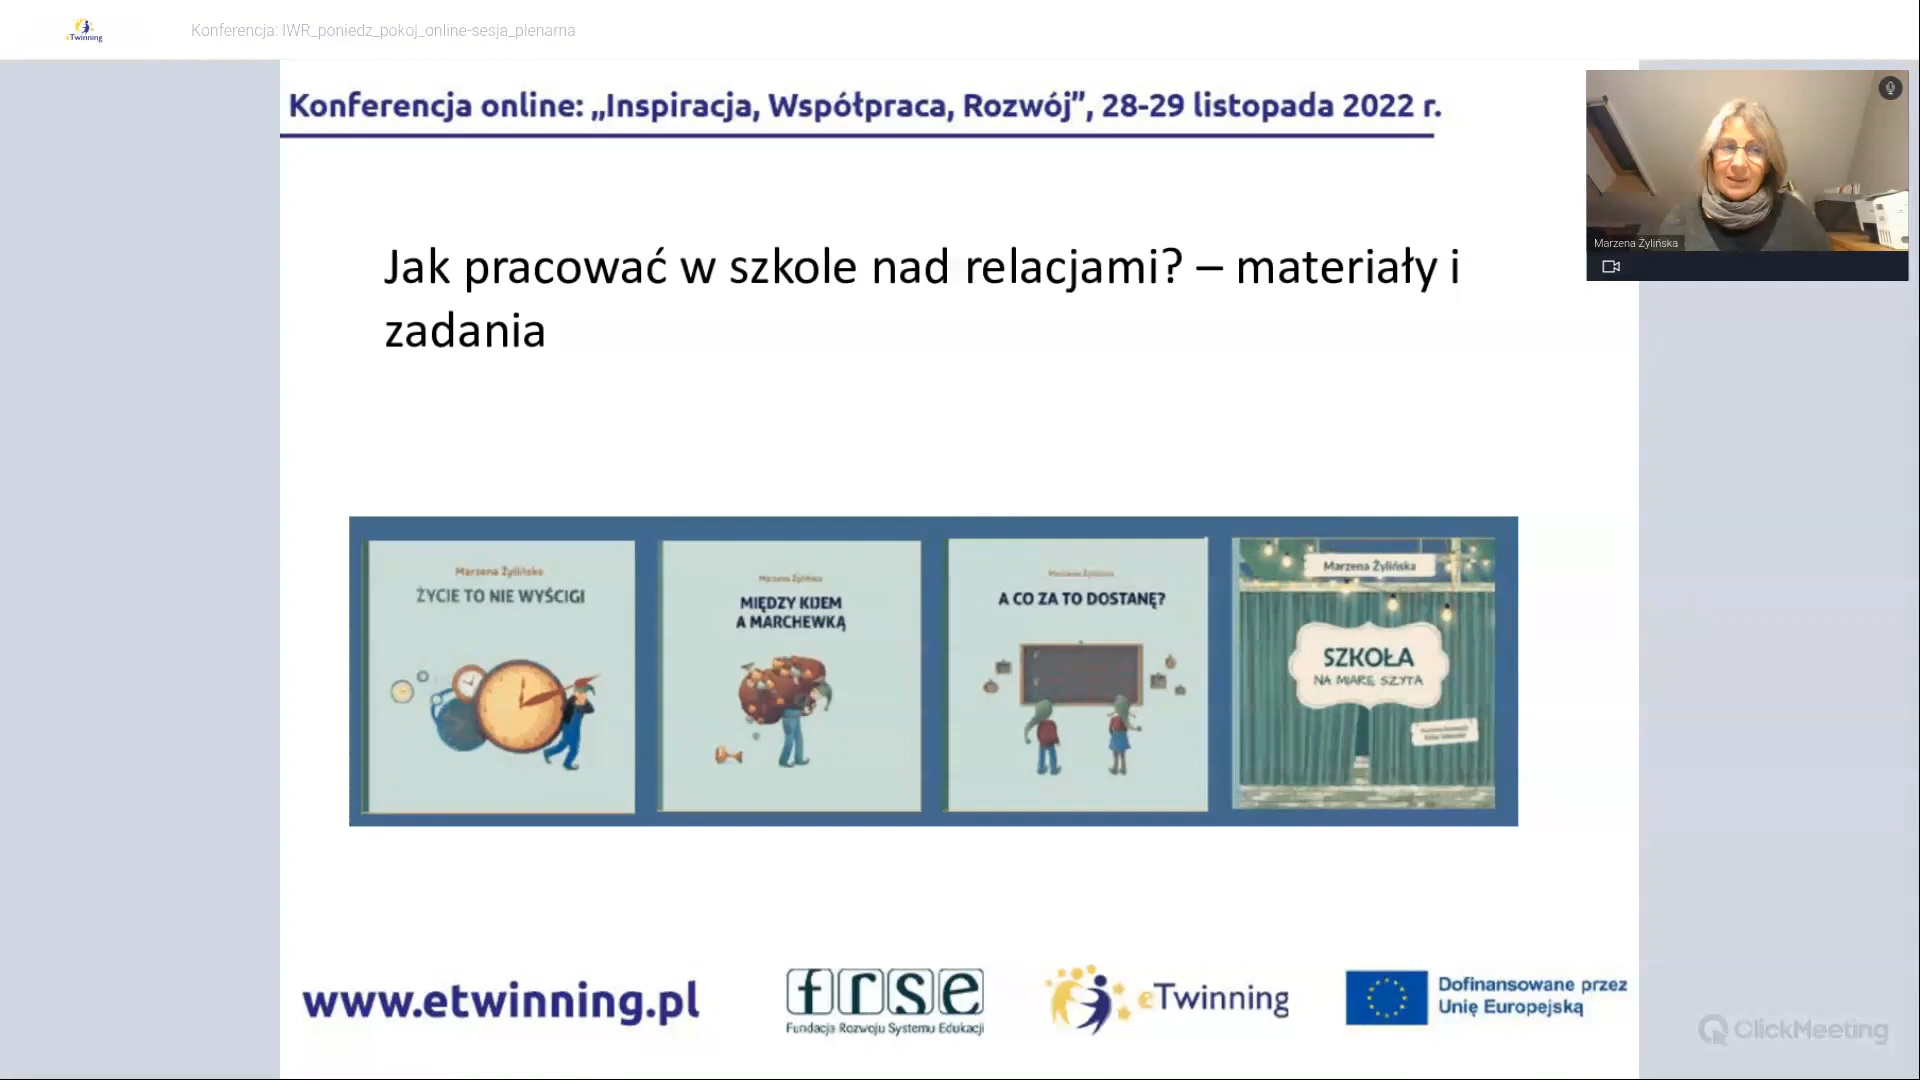 eTwinning
Konferencja: IWR_poniedz_pokoj_online-sesja_plenarna
Konferencja online: „Inspiracja, Współpraca, Rozwój”, 28-29 listopada 2022 r.
Marzena Żylińska
Jak pracować w szkole nad relacjami? – materiały i
zadania
Marzena Żylińska
ŻYCIE TO NIE WYŚCIGI
Marzena Żylińska
MIĘDZY KIJEM
A MARCHEWKĄ
Marzena Żylińska
A CO ZA TO DOSTANĘ?
Marzena Żylińska
SZKOŁA
NA MIARĘ SZYTA
www.etwinning.pl
frse
Fundacja Rozwoju Systemu Edukacji
eTwinning
Dofinansowane przez
Unię Europejską
ClickMeeting